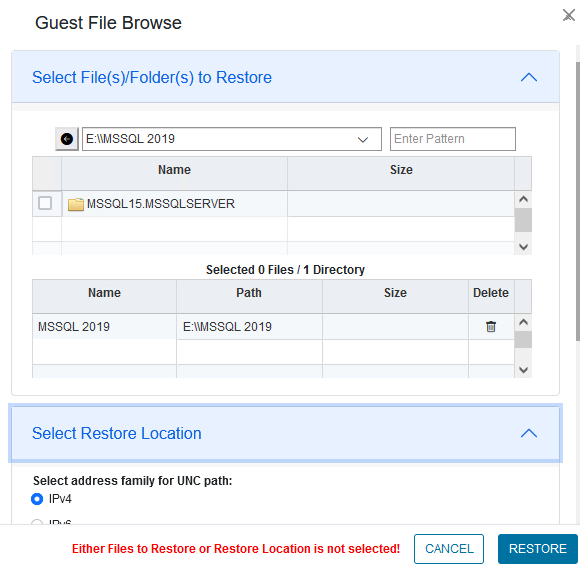 Guest File Browse
Select File(s)/Folder(s) to Restore
E:\\MSSQL 2019
Enter Pattern
Name Size
MSSQL15.MSSQLSERVER
Selected 0 Files / 1 Directory
Name Path Size Delete
MSSQL 2019 E:\\MSSQL 2019
Select Restore Location
Select address family for UNC path:
IPv4
IPv6
Either Files to Restore or Restore Location is not selected!
CANCEL
RESTORE